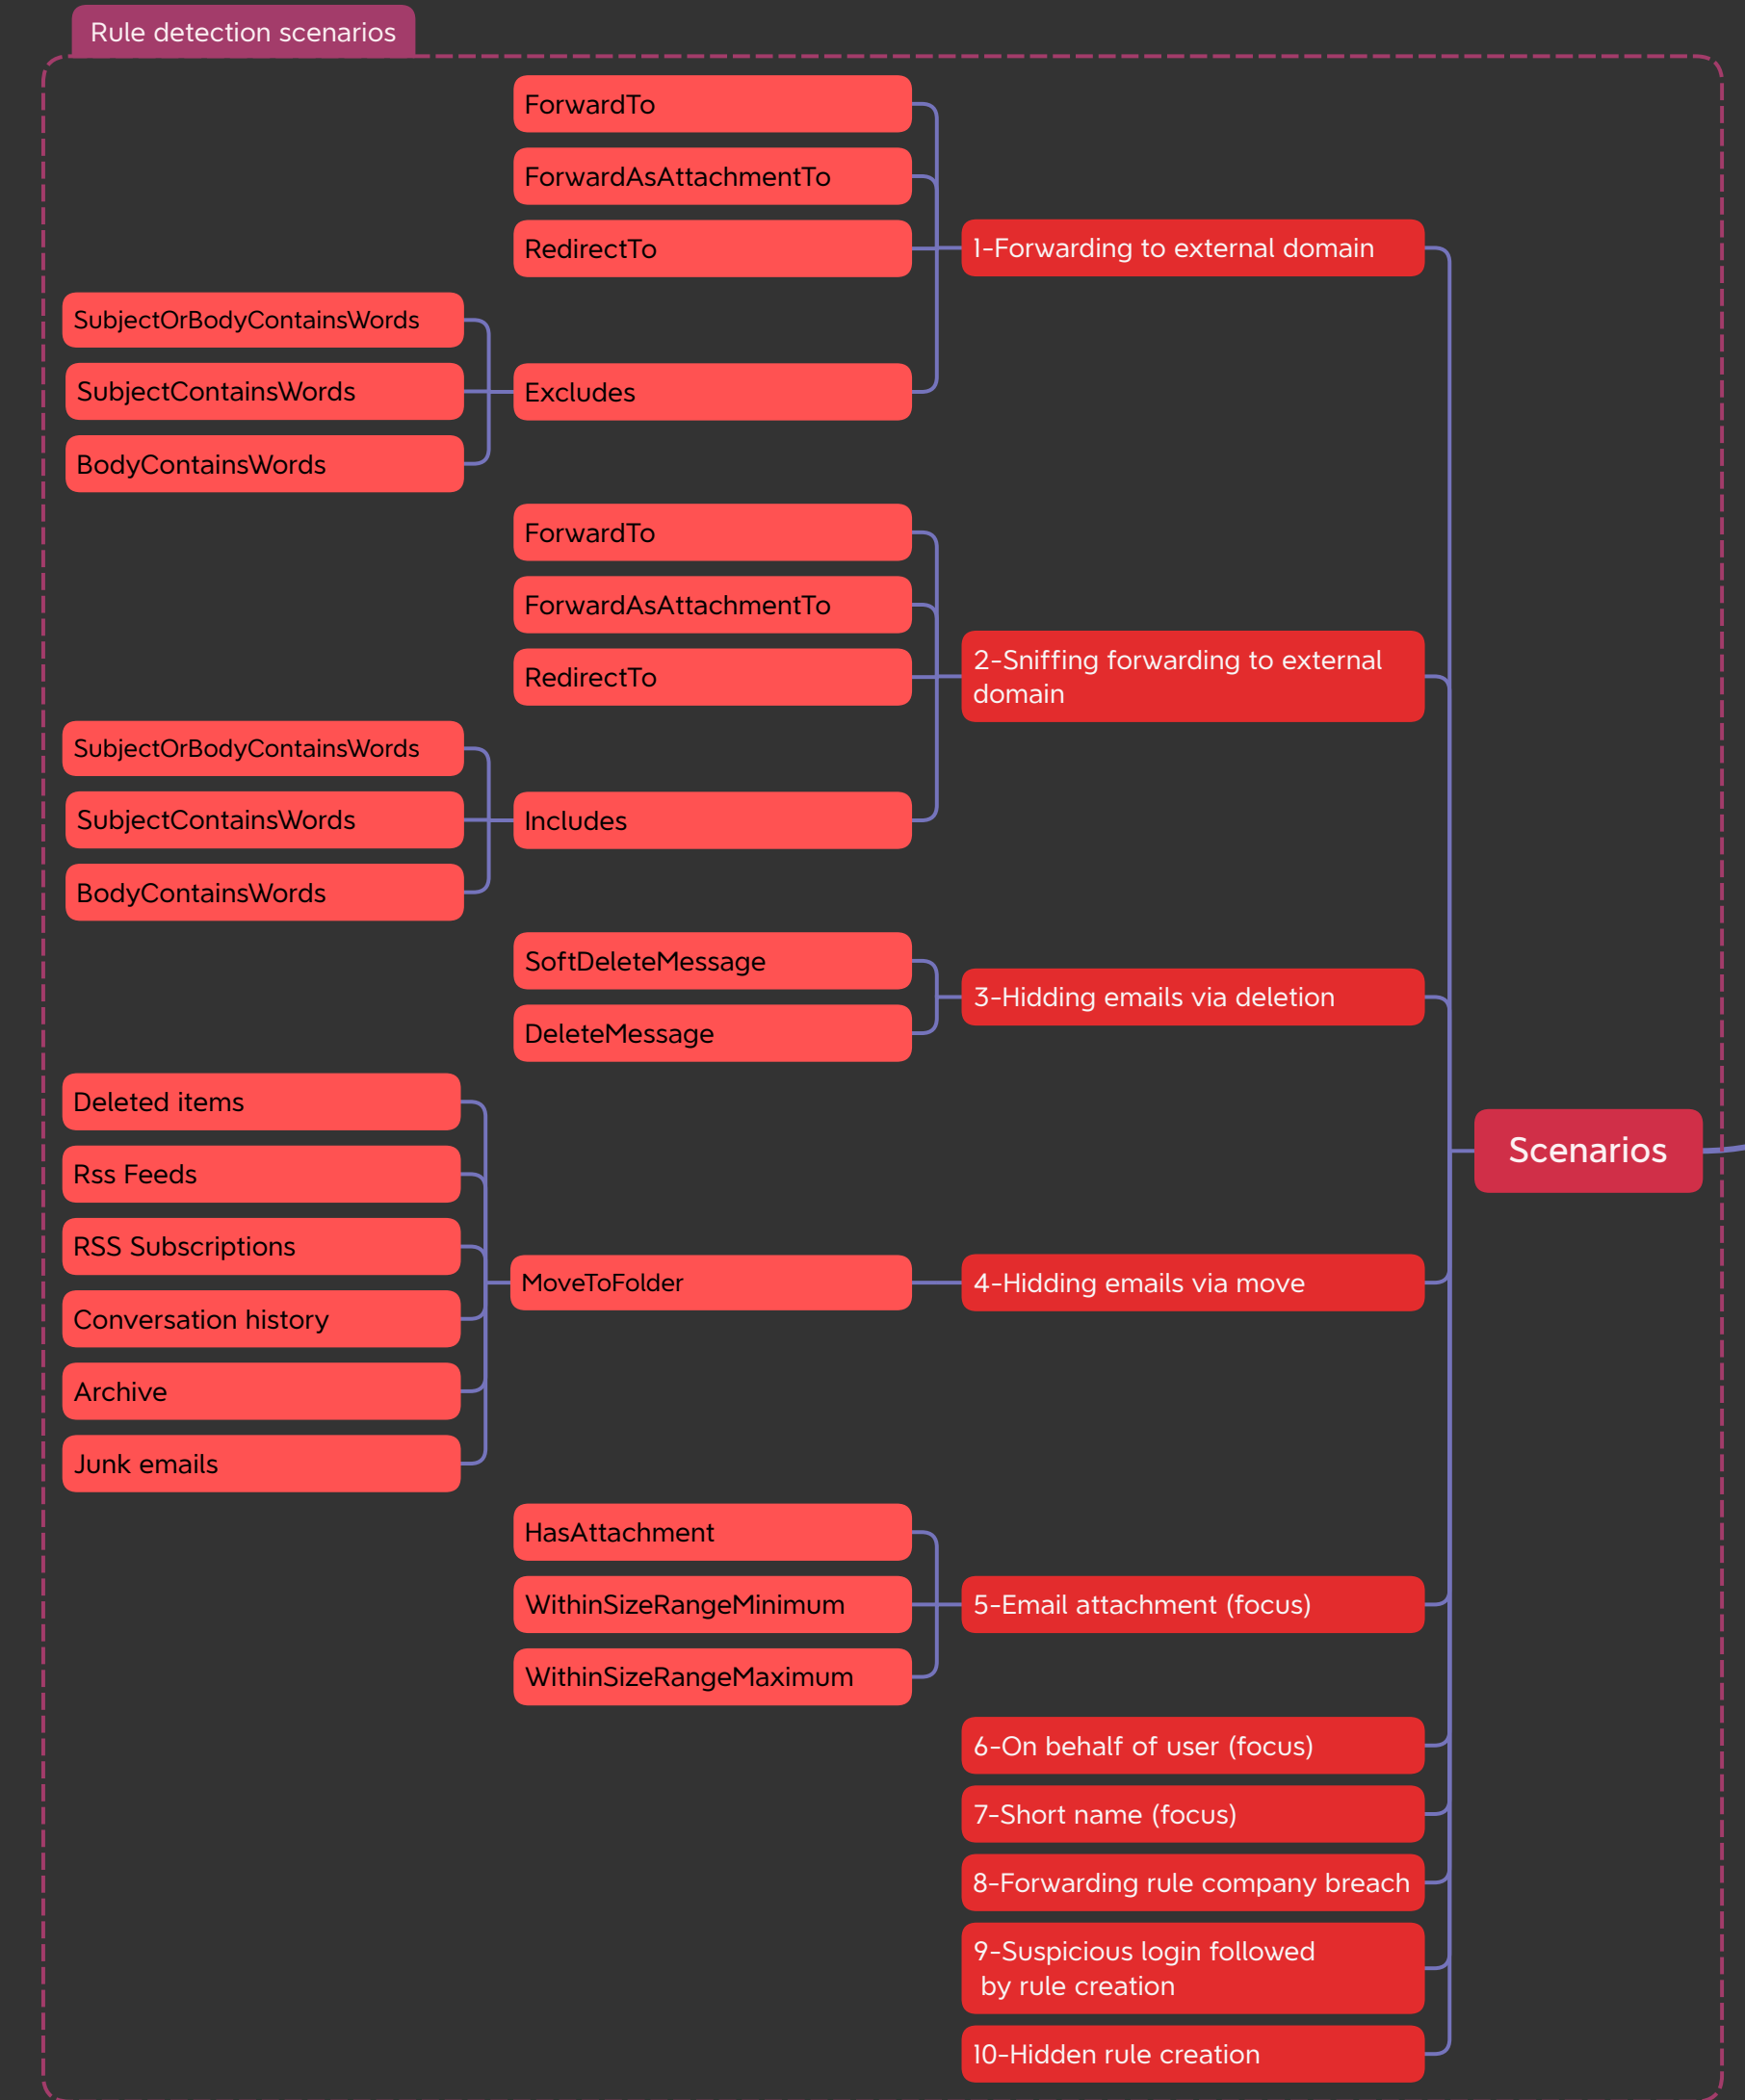 Rule detection scenarios
ForwardTo
ForwardAsAttachmentTo
RedirectTo
1-Forwarding to external domain
SubjectOrBodyContainsWords
SubjectContainsWords
Excludes
BodyContainsWords
ForwardTo
ForwardAsAttachmentTo
RedirectTo
2-Sniffing forwarding to external
domain
SubjectOrBodyContainsWords
SubjectContainsWords
Includes
BodyContainsWords
SoftDeleteMessage
3-Hidding emails via deletion
DeleteMessage
Deleted items
Rss Feeds
RSS Subscriptions
Conversation history
Archive
Junk emails
MoveToFolder
4-Hidding emails via move
Scenarios
HasAttachment
WithinSizeRangeMinimum
WithinSizeRangeMaximum
5-Email attachment (focus)
6-On behalf of user (focus)
7-Short name (focus)
8-Forwarding rule company breach
9-Suspicious login followed
by rule creation
10-Hidden rule creation